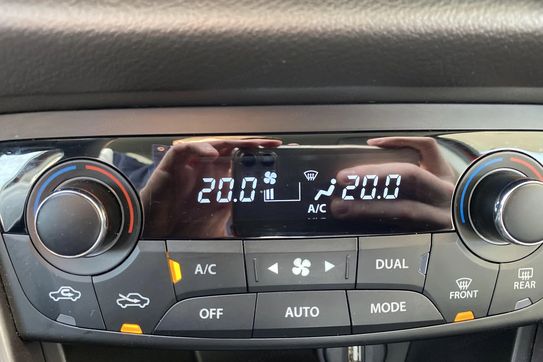 20.0 20.0
A/C
A/C DUAL
FRONT REAR
OFF AUTO MODE